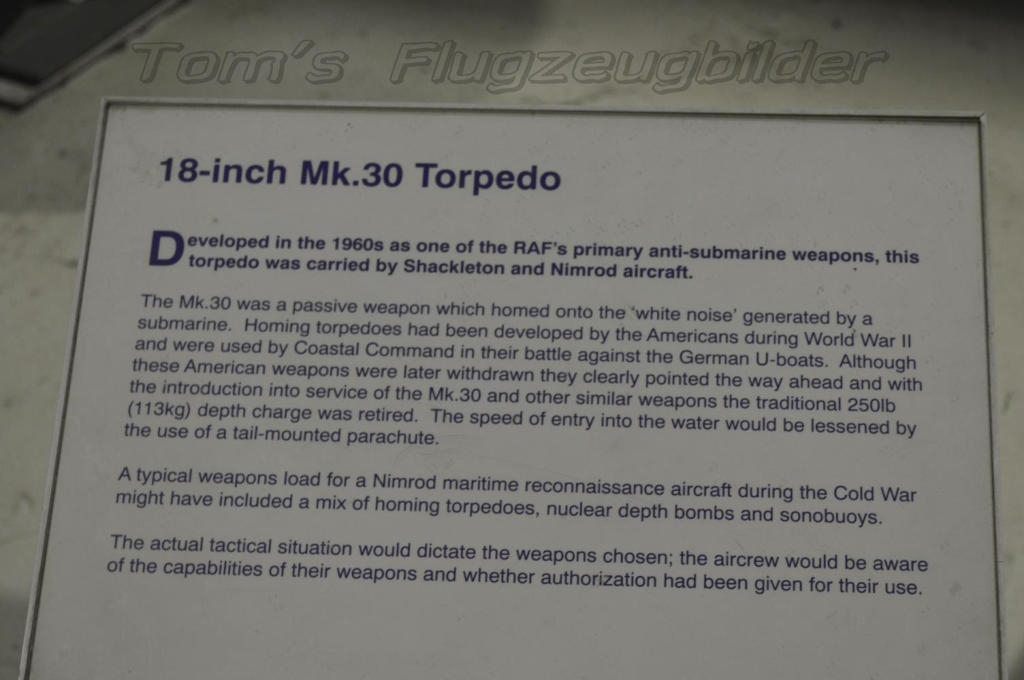 Tom's Flugzeugbilder
18-inch Mk.30 Torpedo
Developed in the 1960s as one of the RAF's primary anti-submarine weapons, this
torpedo was carried by Shackleton and Nimrod aircraft.
The Mk.30 was a passive weapon which homed onto the 'white noise' generated by a
submarine. Homing torpedoes had been developed by the Americans during World War II
and were used by Coastal Command in their battle against the German U-boats. Although
these American weapons were later withdrawn they clearly pointed the way ahead and with
the introduction into service of the Mk.30 and other similar weapons the traditional 250lb
(113kg) depth charge was retired. The speed of entry into the water would be lessened by
the use of a tail-mounted parachute.
A typical weapons load for a Nimrod maritime reconnaissance aircraft during the Cold War
might have included a mix of homing torpedoes, nuclear depth bombs and sonobuoys.
The actual tactical situation would dictate the weapons chosen; the aircrew would be aware
of the capabilities of their weapons and whether authorization had been given for their use.